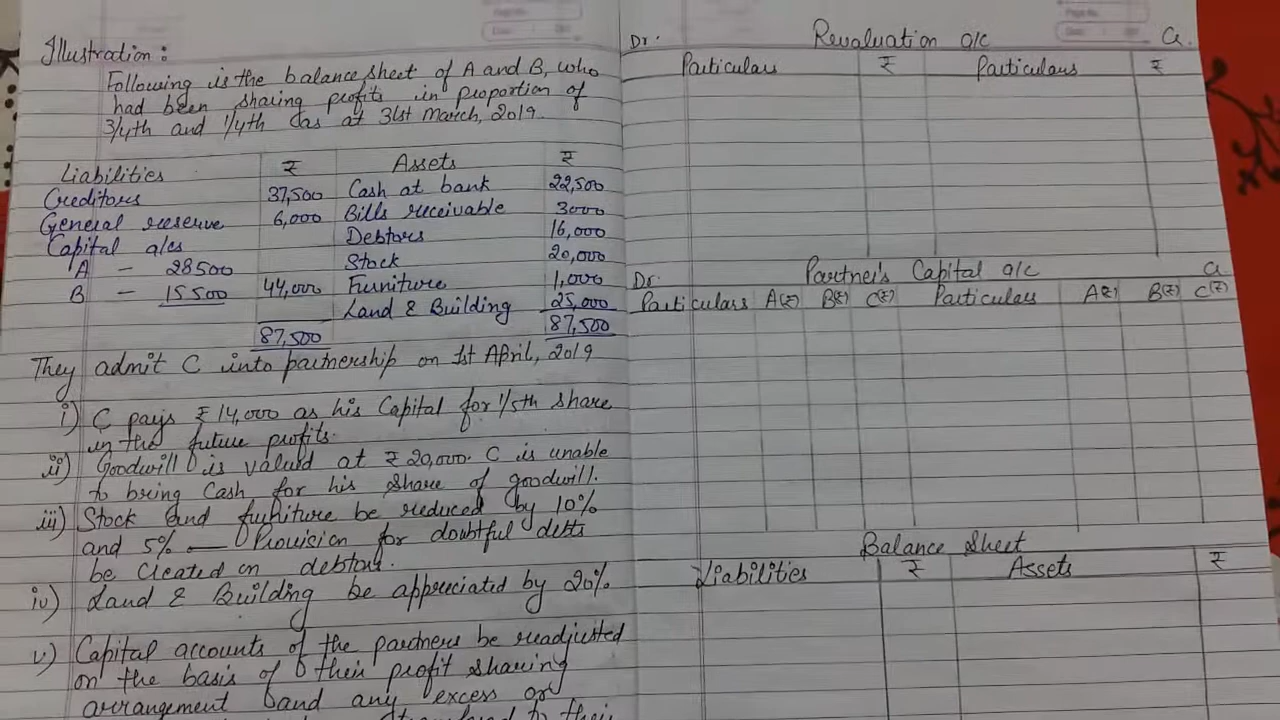 Illustration :
Following is the balance sheet of A and B, who
had been sharing profits in proportion of
3/4th and 1/4th as at 31st March, 2019.
Liabilities ₹ Assets ₹
Creditors 37,500 Cash at bank 22,500
General reserve 6,000 Bills receivable 3000
Capital a/cs Debtors 16,000
Stock 20,000
A - 28500
B - 15500 44,000 Furniture 1,000
Land & Building 25,000
87,500 87,500
They admit C into partnership on 1st April, 2019
i) C pays ₹ 14,000 as his Capital for 1/5th share
in the future profits.
ii) Goodwill is valued at ₹ 20,000. C is unable
to bring cash for his share of goodwill.
iii) Stock and furniture be reduced by 10%
and 5% Provision for doubtful debts
be created on debtors.
iv) Land & Building be appreciated by 20%
v) Capital accounts of the partners be readjusted
on the basis of their profit sharing
arrangement and any excess or
to their
Dr. Revaluation a/c Cr.
Particulars ₹ Particulars ₹
Partner's Capital a/c
Dr. Cr
Particulars A(₹) B(₹) C(₹) Particulars A(₹) B(₹) C(₹)
Balance Sheet
Liabilities ₹ Assets ₹